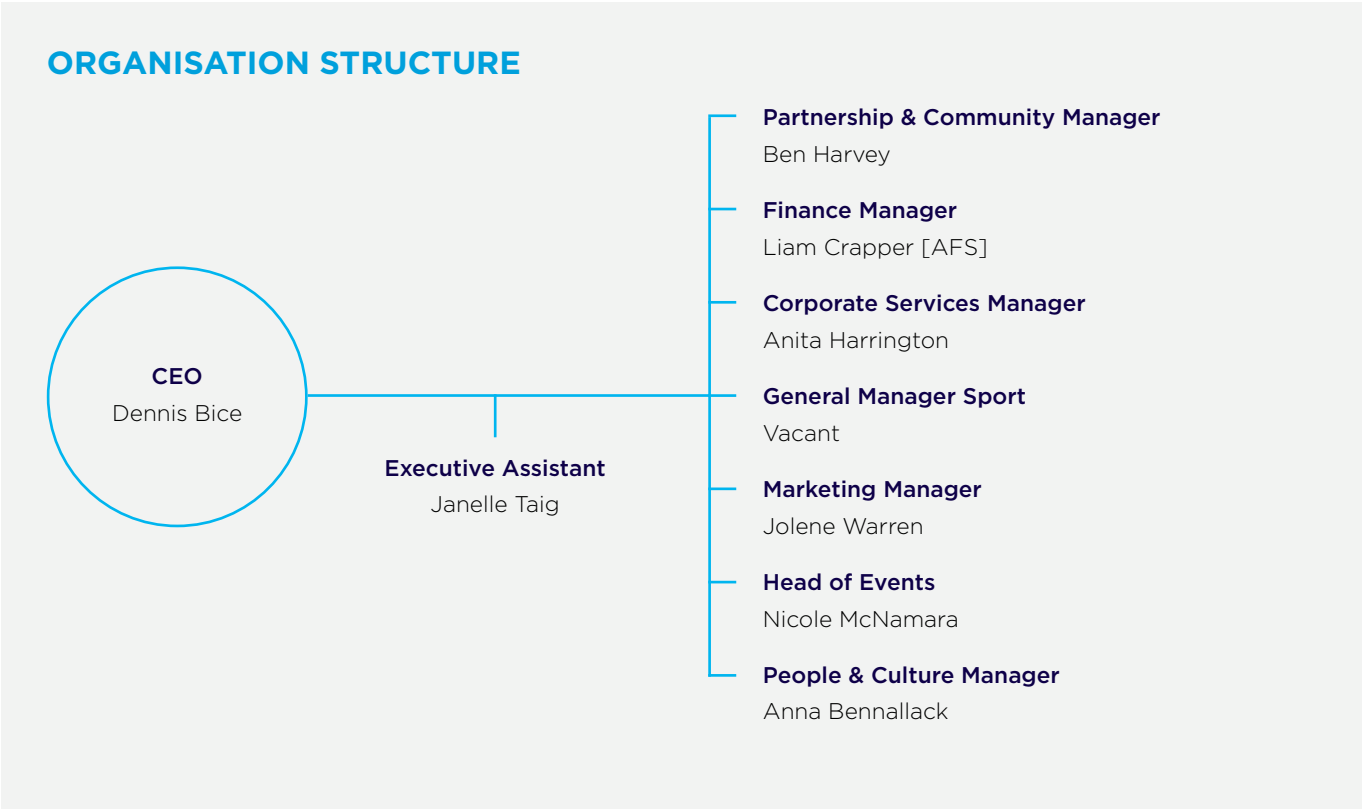 ORGANISATION STRUCTURE
CEO
Dennis Bice
Executive Assistant
Janelle Taig
Partnership & Community Manager
Ben Harvey
Finance Manager
Liam Crapper [AFS]
Corporate Services Manager
Anita Harrington
General Manager Sport
Vacant
Marketing Manager
Jolene Warren
Head of Events
Nicole McNamara
People & Culture Manager
Anna Bennallack